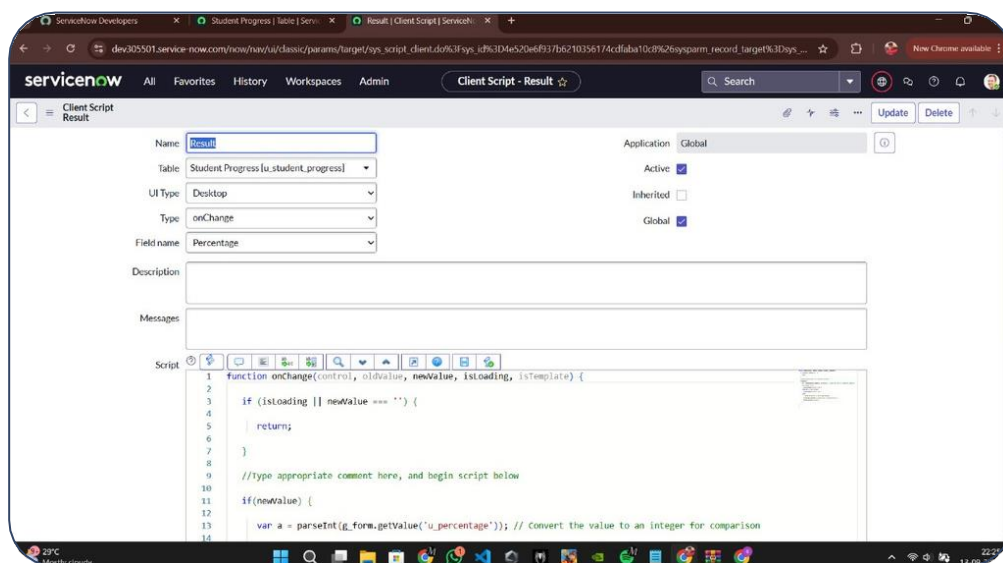 ServiceNow Developers
Student Progress | Table | Servic
Result | Client Script | ServiceN
dev305501.service-now.com/now/nav/ui/classic/params/target/sys_script_client.do%3Fsys_id%3D4e520e6f937b6210356174cdfaba10c8%26sysparm_record_target%3Dsys_...
New Chrome available
servicenow
All Favorites History Workspaces Admin
Client Script - Result
Search
Client Script
Result
Update Delete
Name Result
Application Global
Table Student Progress [u_student_progress]
Active
UI Type Desktop
Inherited
Type onChange
Global
Field name Percentage
Description
Messages
Script
1 function onChange(control, oldValue, newValue, isLoading, isTemplate) {
2
3 if (isLoading || newValue === '') {
4
5 return;
6
7 }
8
9 //Type appropriate comment here, and begin script below
10
11 if(newValue) {
12
13 var a = parseInt(g_form.getValue('u_percentage')); // Convert the value to an integer for comparison
14
29°C
Mostly cloudy